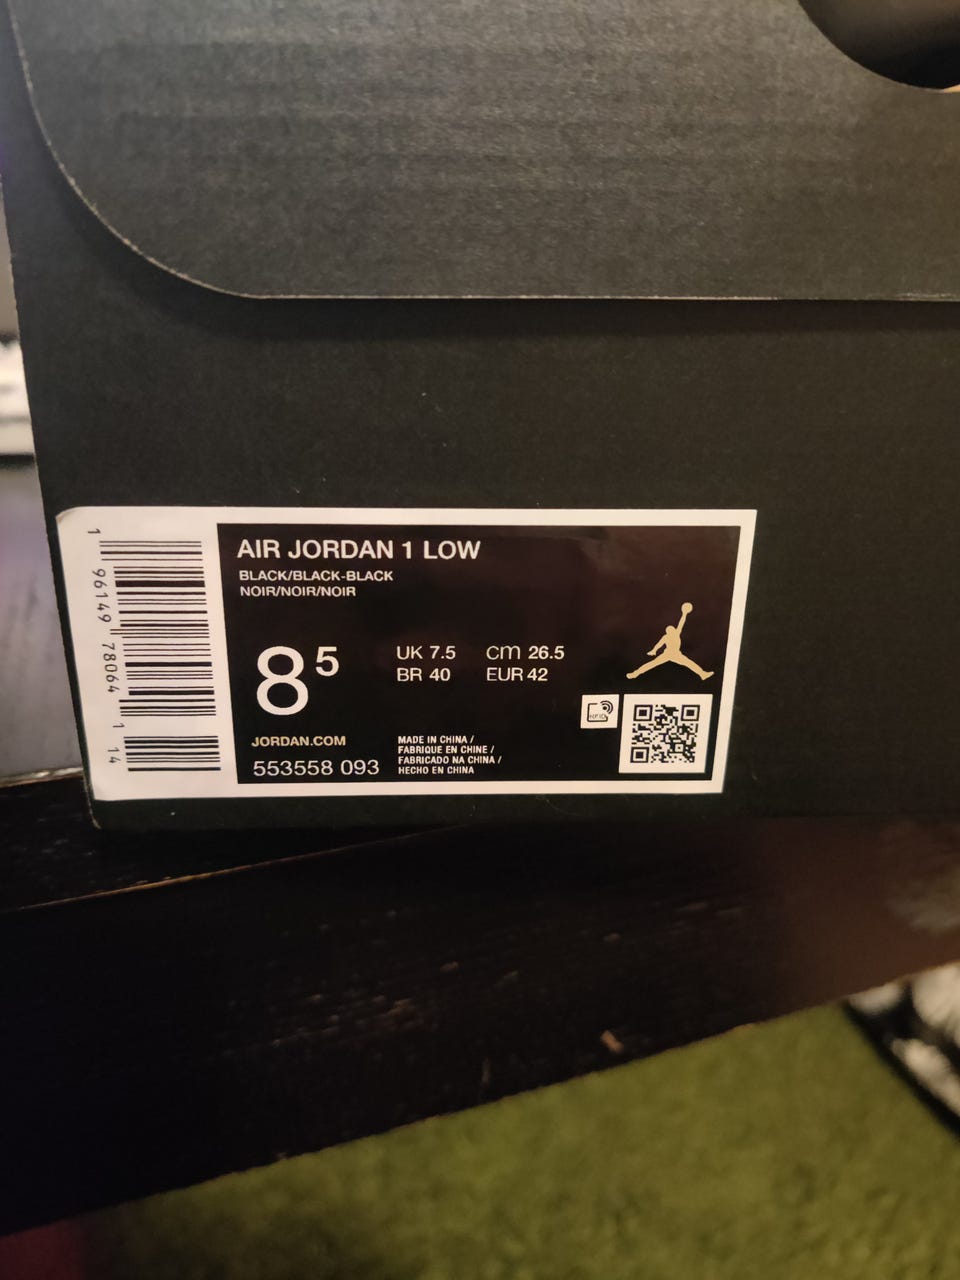 AIR JORDAN 1 LOW
BLACK/BLACK-BLACK
NOIR/NOIR/NOIR
8 5
UK 7.5 cm 26.5
BR 40 EUR 42
JORDAN.COM
553558 093
MADE IN CHINA /
FABRIQUE EN CHINE /
FABRICADO NA CHINA /
HECHO EN CHINA
RFID
1 96149 78064 1 14